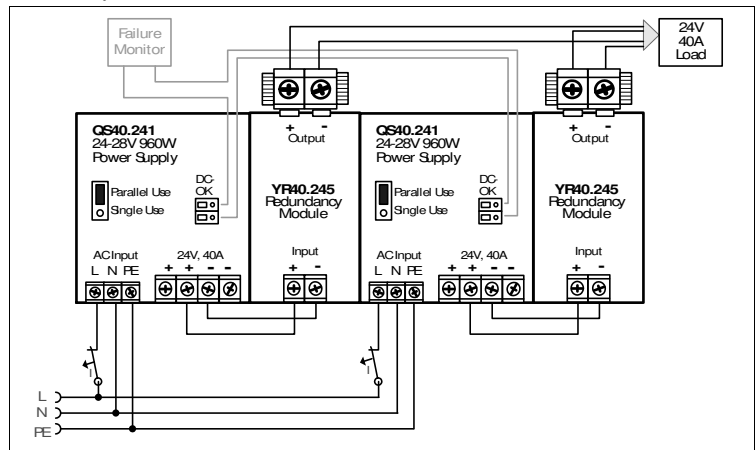 Failure
Monitor
24V
40A
Load
QS40.241
24-28V 960W
Power Supply
Parallel Use
Single Use
DC-
OK
AC Input
L N PE
24V, 40A
+ + - -
+ -
Output
YR40.245
Redundancy
Module
Input
+ -
QS40.241
24-28V 960W
Power Supply
Parallel Use
Single Use
DC-
OK
AC Input
L N PE
24V, 40A
+ + - -
+ -
Output
YR40.245
Redundancy
Module
Input
+ -
I
I
L
N
PE